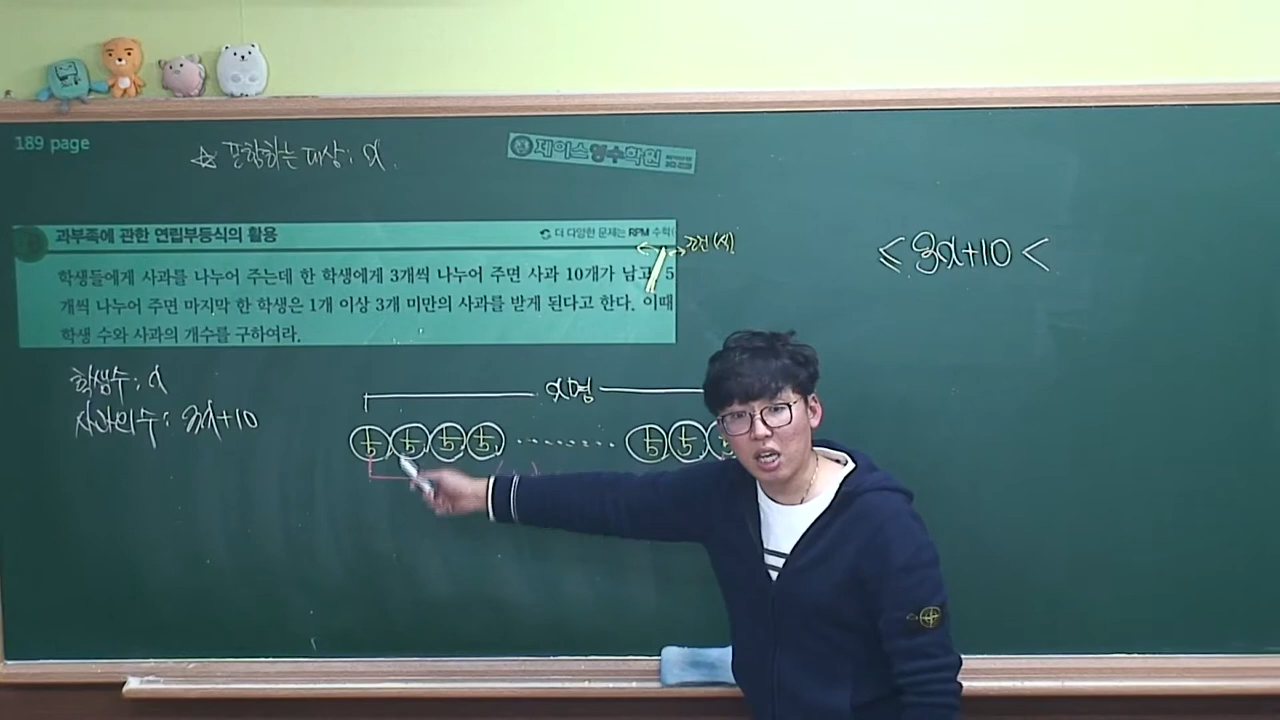 189 page
☆ 포함하는 대상: x.
제이스영수학원
과부족에 관한 연립부등식의 활용
더 다양한 문제는 RPM 수학
학생들에게 사과를 나누어 주는데 한 학생에게 3개씩 나누어 주면 사과 10개가 남고 5
개씩 나누어 주면 마지막 한 학생은 1개 이상 3개 미만의 사과를 받게 된다고 한다. 이때
학생 수와 사과의 개수를 구하여라.
≤ 3x+10 <
학생수: x
사과의수: 3x+10
x명
5 5 5 5 ········ 5 5 5